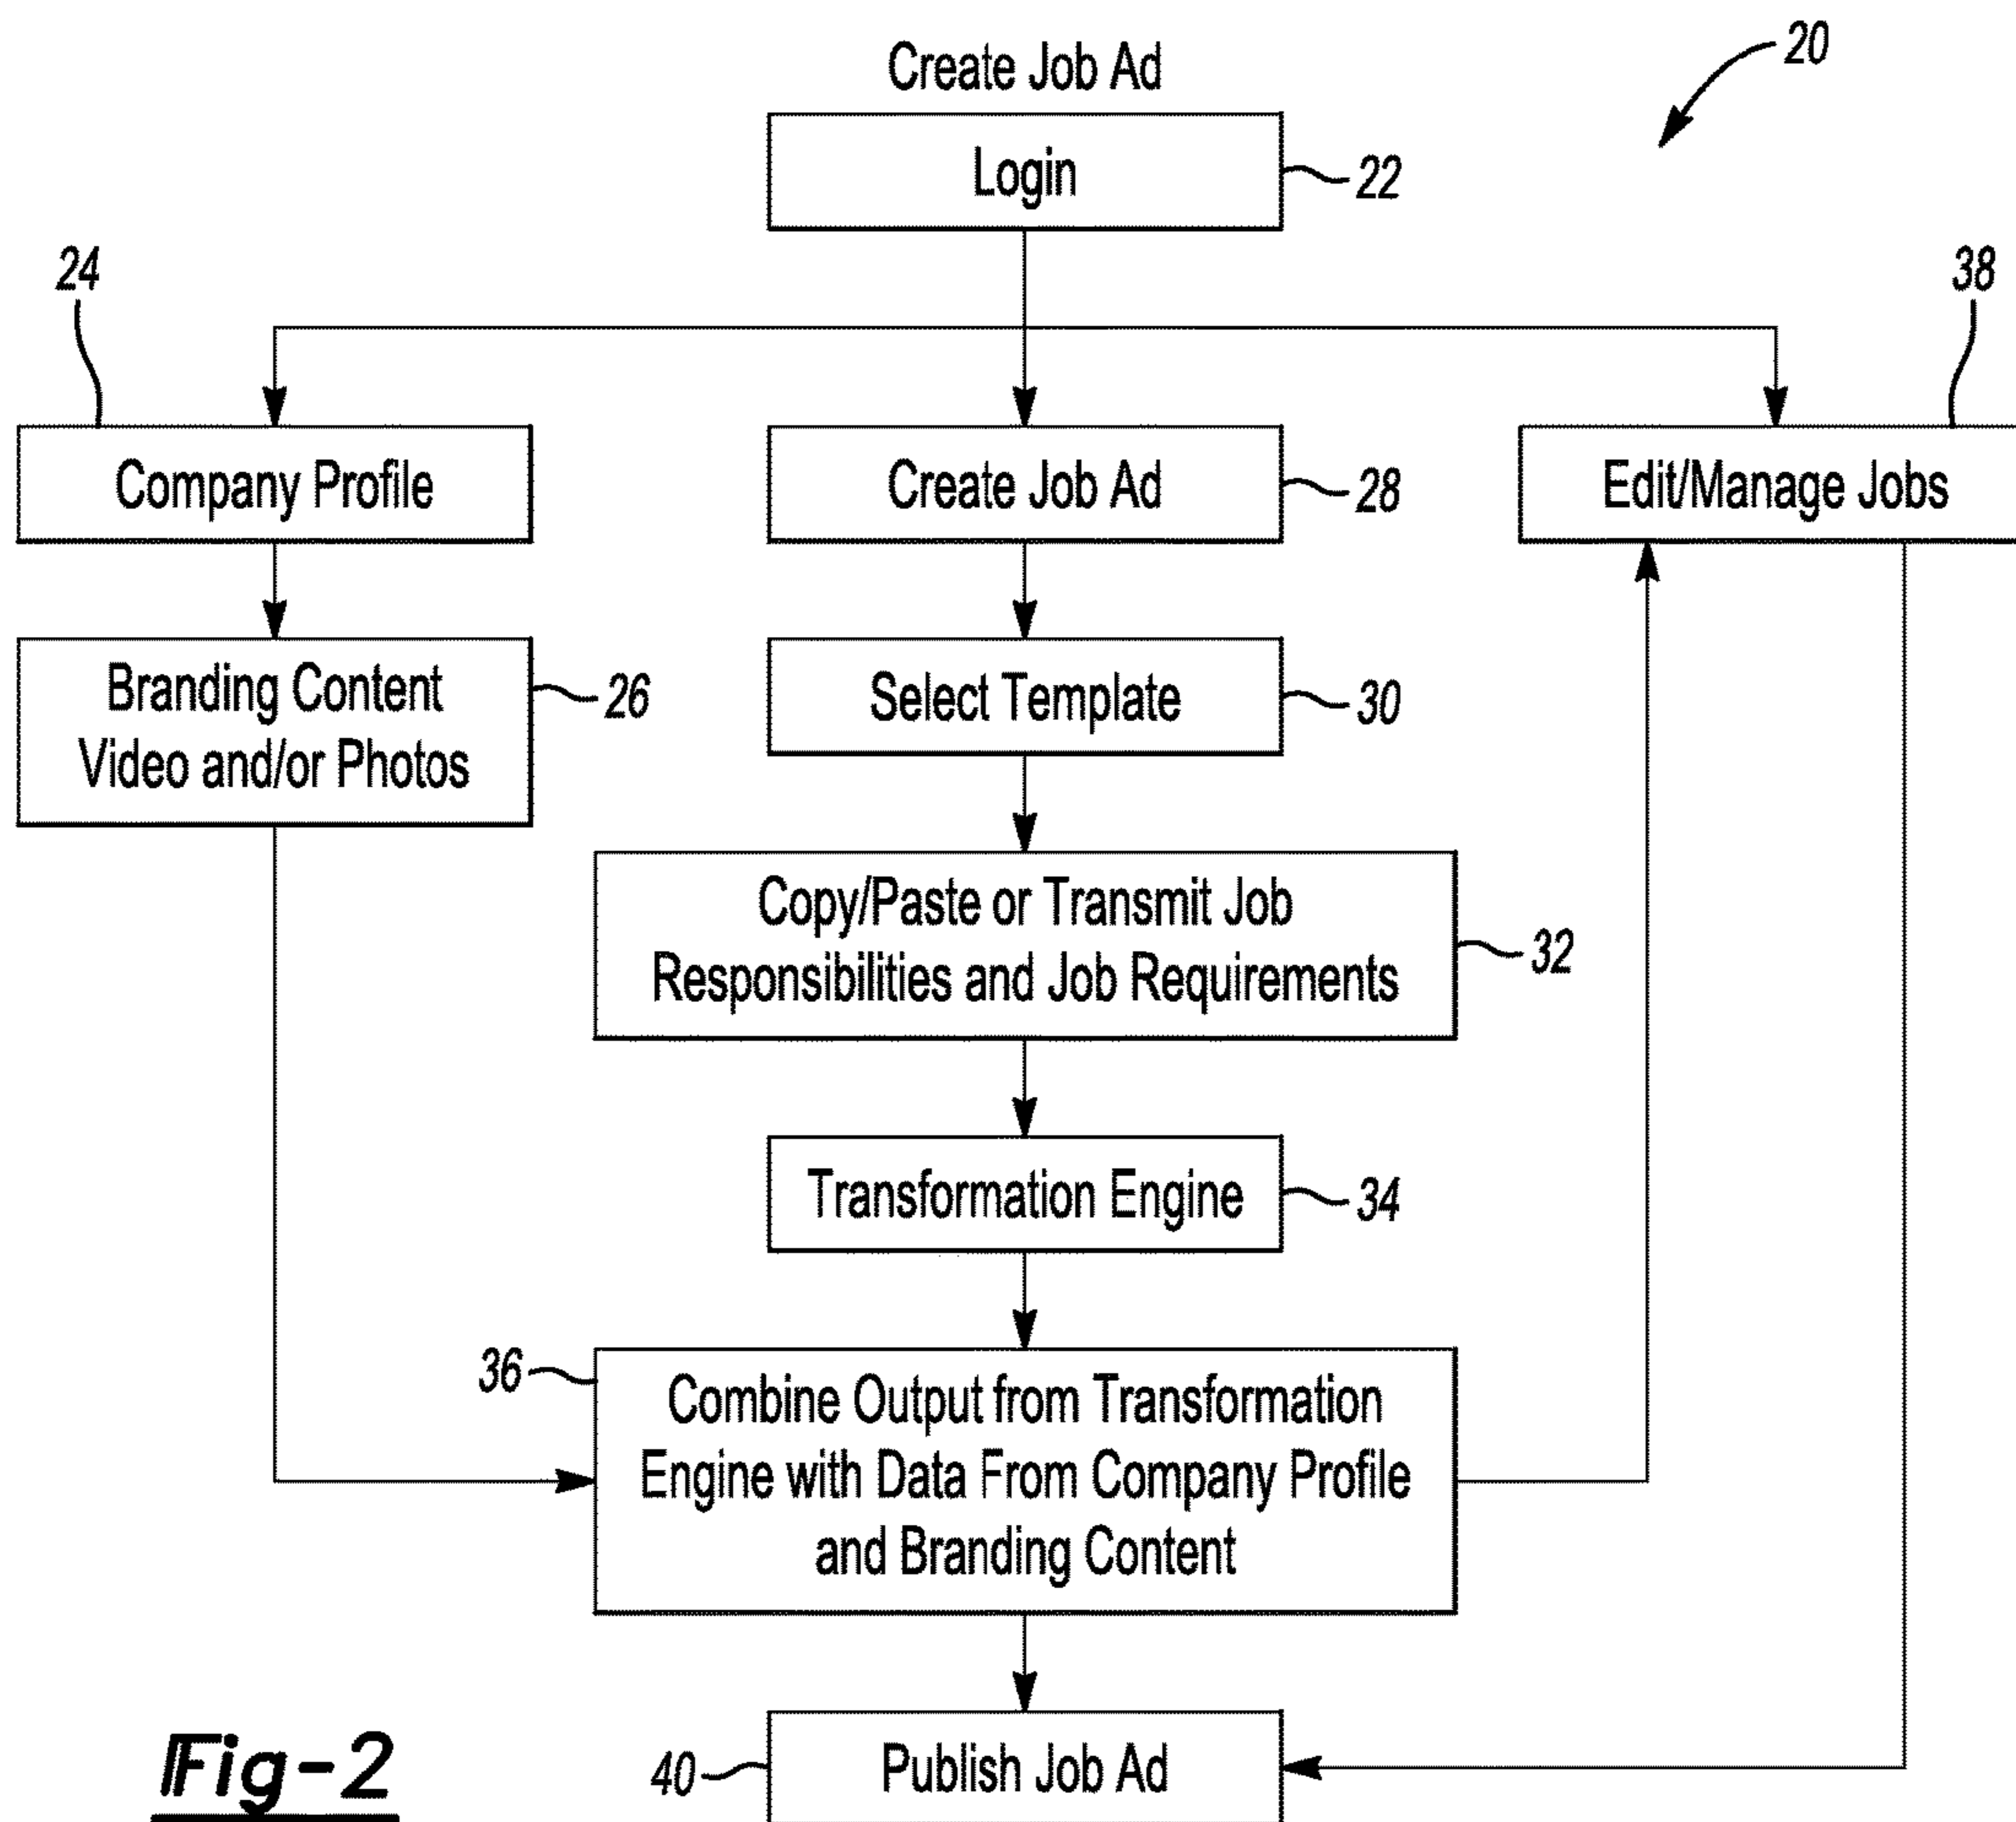 Create Job Ad
20
Login
22
24
38
Company Profile
Create Job Ad
28
Edit/Manage Jobs
Branding Content
Video and/or Photos
26
Select Template
30
Copy/Paste or Transmit Job
Responsibilities and Job Requirements
32
Transformation Engine
34
36
Combine Output from Transformation
Engine with Data From Company Profile
and Branding Content
Fig-2
40
Publish Job Ad